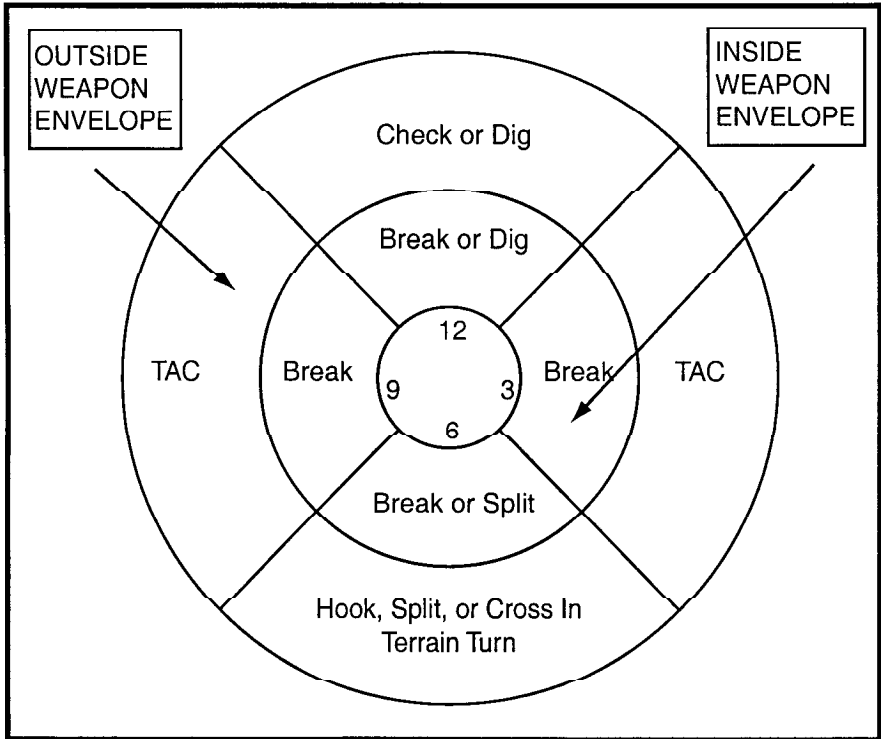 OUTSIDE
WEAPON
ENVELOPE
INSIDE
WEAPON
ENVELOPE
Check or Dig
Break or Dig
12
TAC
Break
9
3
Break
TAC
6
Break or Split
Hook, Split, or Cross In
Terrain Turn